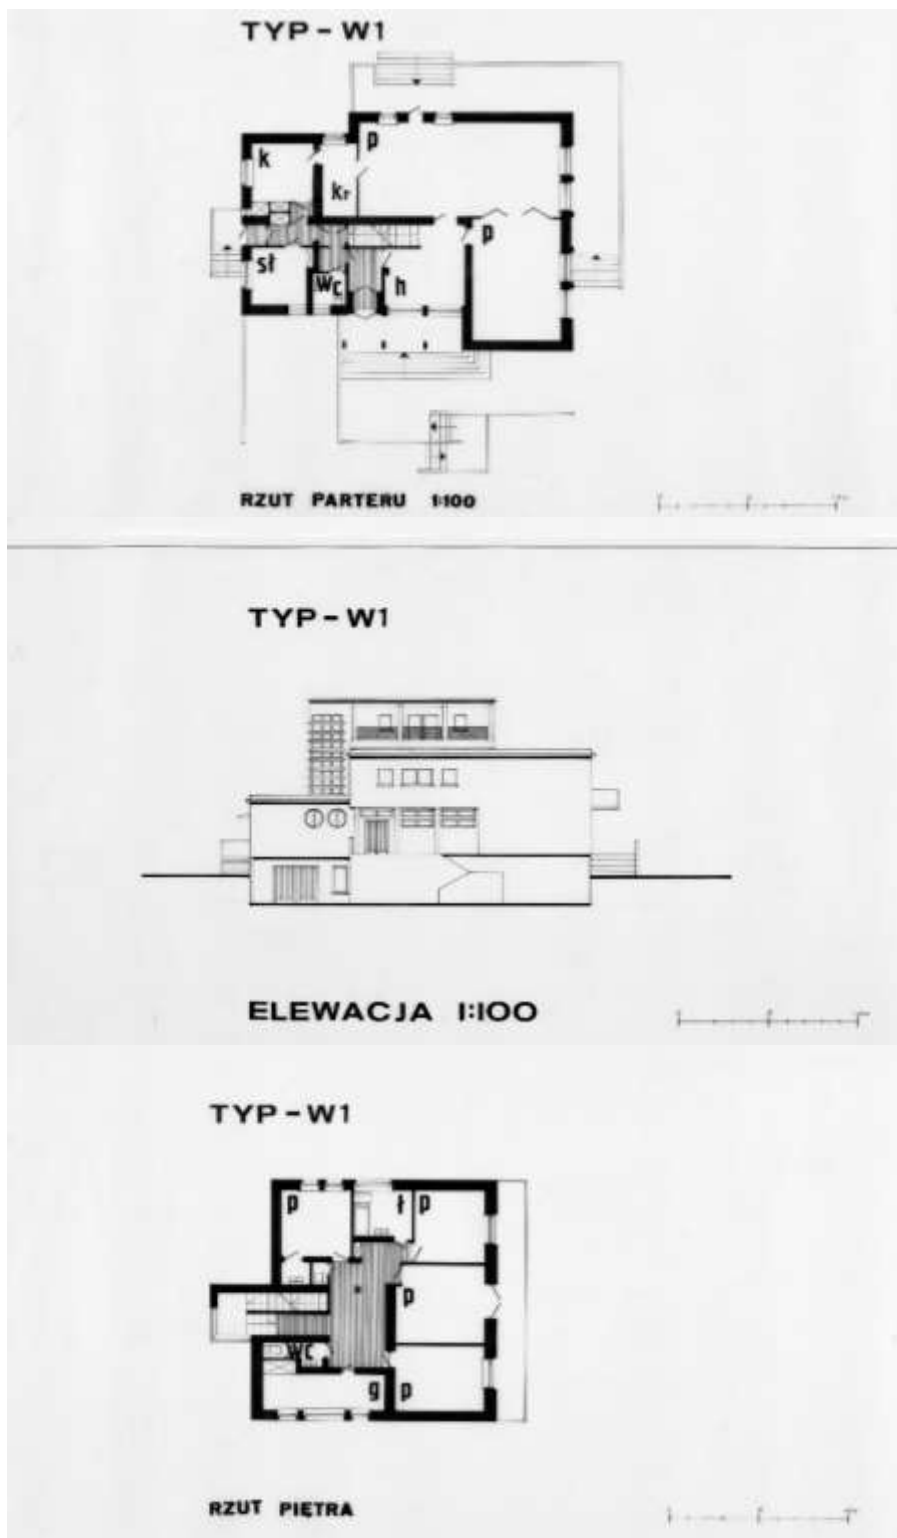 TYP-W1
p
k
kr
p
sł
wc
h
RZUT PARTERU 1:100
TYP-W1
ELEWACJA 1:100
TYP-W1
p
ł
p
p
wc
g
p
RZUT PIĘTRA